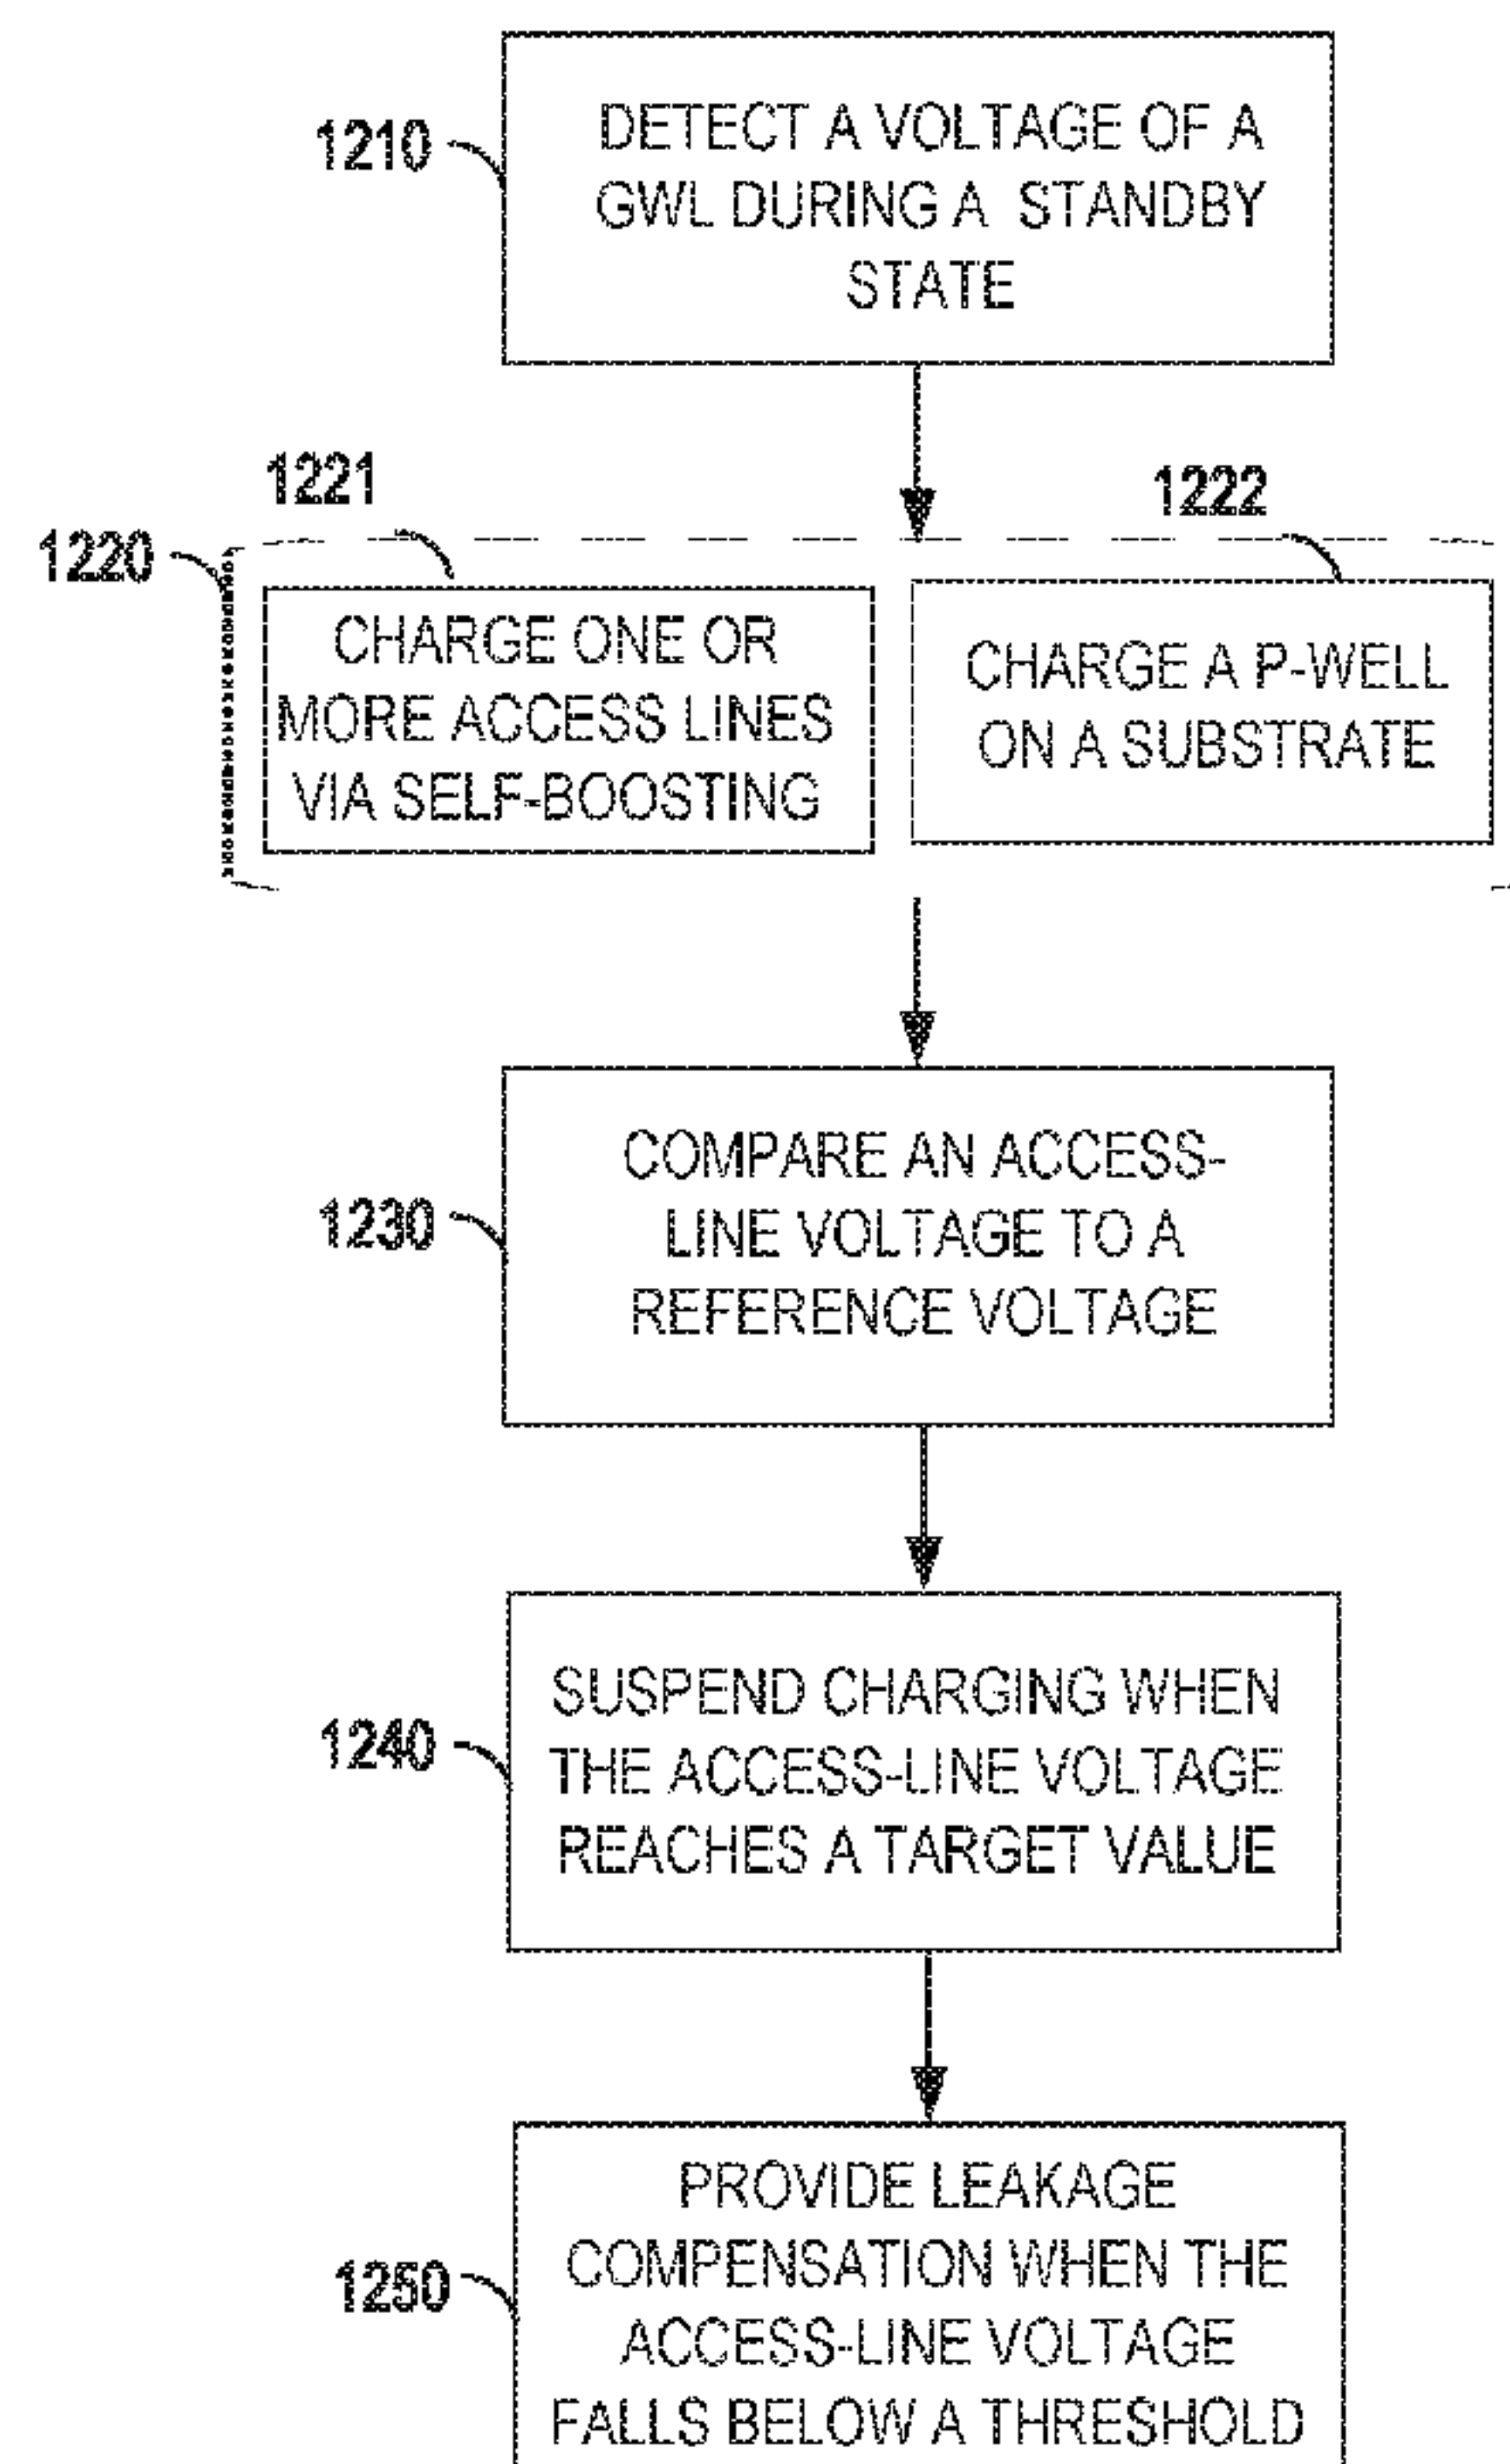 1210
DETECT A VOLTAGE OF A
GWL DURING A STANDBY
STATE
1220
1221
CHARGE ONE OR
MORE ACCESS LINES
VIA SELF-BOOSTING
1222
CHARGE A P-WELL
ON A SUBSTRATE
1230
COMPARE AN ACCESS-
LINE VOLTAGE TO A
REFERENCE VOLTAGE
1240
SUSPEND CHARGING WHEN
THE ACCESS-LINE VOLTAGE
REACHES A TARGET VALUE
1250
PROVIDE LEAKAGE
COMPENSATION WHEN THE
ACCESS-LINE VOLTAGE
FALLS BELOW A THRESHOLD